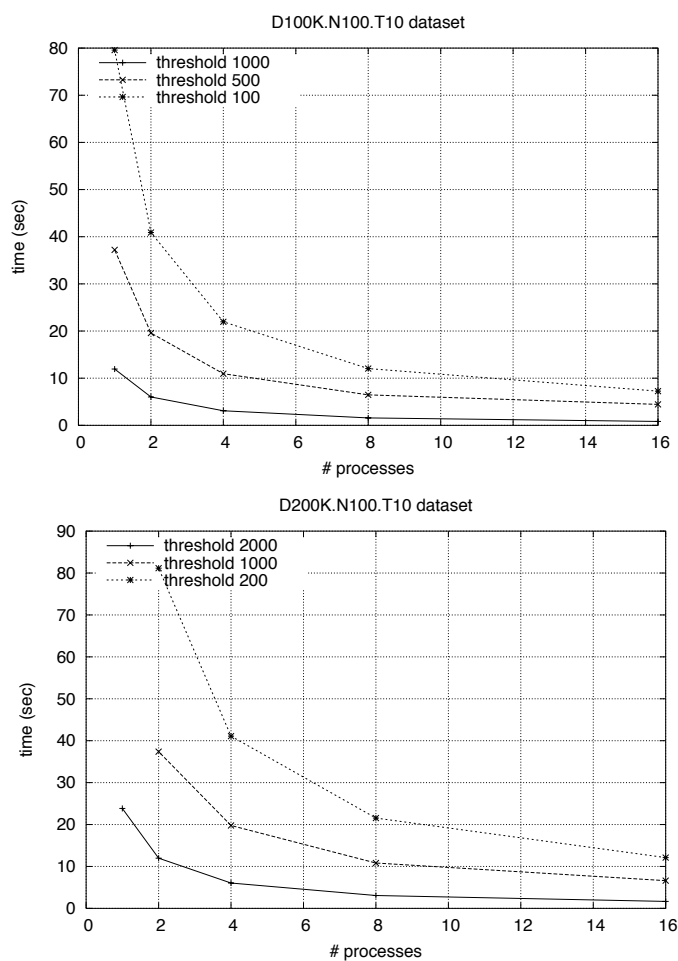 D100K.N100.T10 dataset
80
70
60
50
40
30
20
10
0
time (sec)
threshold 1000
threshold 500
threshold 100
0 2 4 6 8 10 12 14 16
# processes
D200K.N100.T10 dataset
90
80
70
60
50
40
30
20
10
0
time (sec)
threshold 2000
threshold 1000
threshold 200
0 2 4 6 8 10 12 14 16
# processes